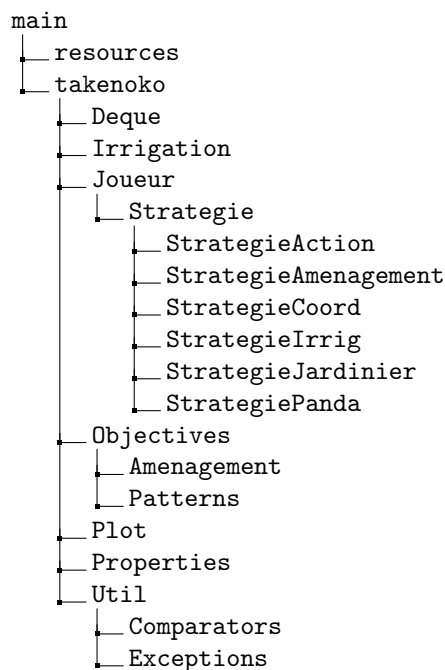 main
resources
takenoko
Deque
Irrigation
Joueur
Strategie
StrategieAction
StrategieAmenagement
StrategieCoord
StrategieIrrig
StrategieJardinier
StrategiePanda
Objectives
Amenagement
Patterns
Plot
Properties
Util
Comparators
Exceptions